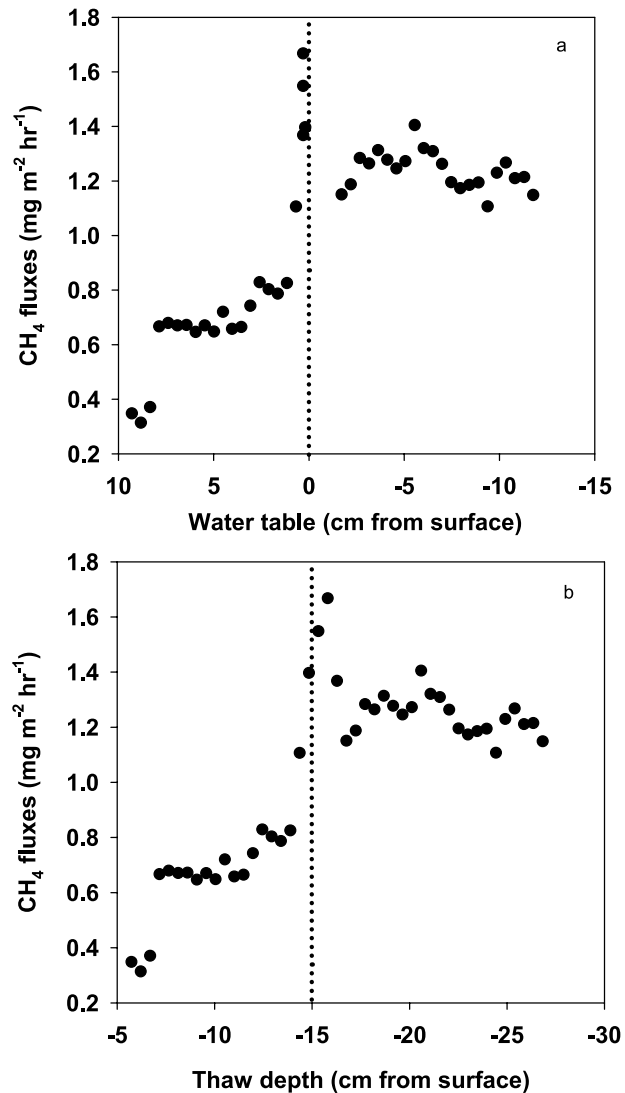 a
1.8
1.6
1.4
1.2
1.0
0.8
0.6
0.4
0.2
CH₄ fluxes (mg m⁻² hr⁻¹)
10 5 0 -5 -10 -15
Water table (cm from surface)
b
1.8
1.6
1.4
1.2
1.0
0.8
0.6
0.4
0.2
CH₄ fluxes (mg m⁻² hr⁻¹)
-5 -10 -15 -20 -25 -30
Thaw depth (cm from surface)